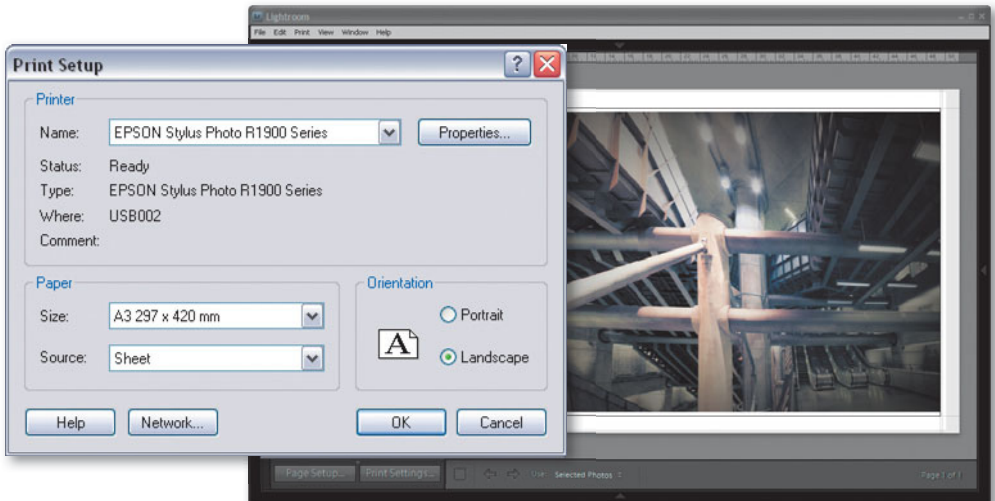 Lightroom
File Edit Print View Window Help
Print Setup
Printer
Name: EPSON Stylus Photo R1900 Series Properties...
Status: Ready
Type: EPSON Stylus Photo R1900 Series
Where: USB002
Comment:
Paper
Size: A3 297 x 420 mm
Source: Sheet
Orientation
A
Portrait
Landscape
Help Network... OK Cancel
Page Setup... Print Settings... Use: Selected Photos Page 1 of 1